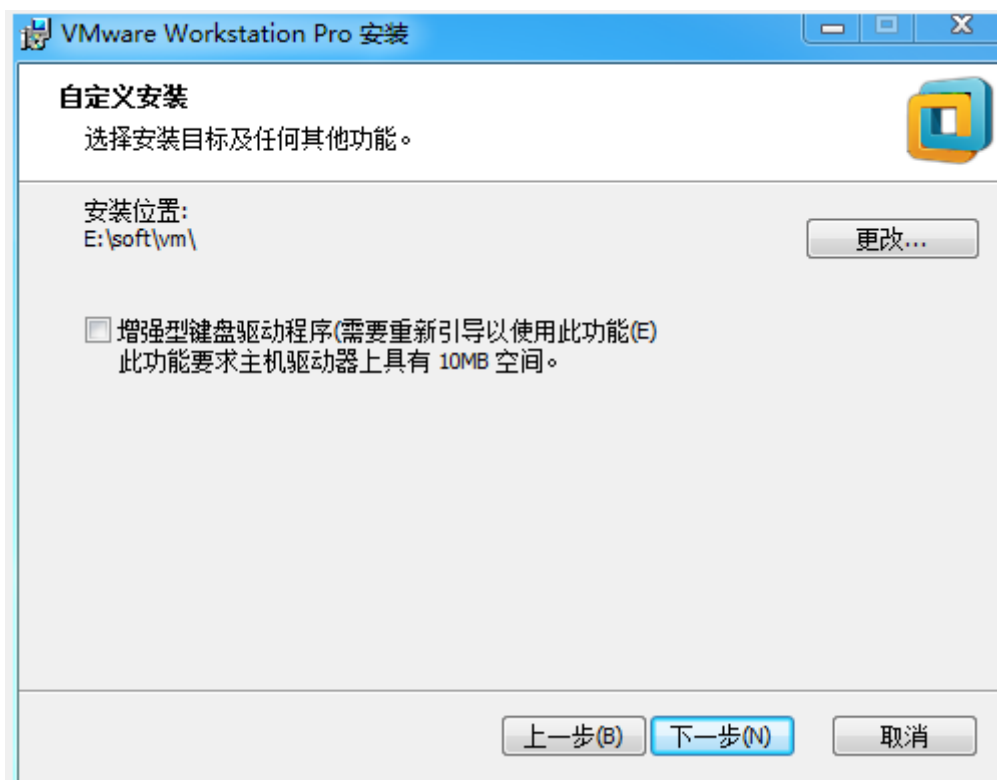 VMware Workstation Pro 安装
自定义安装
选择安装目标及任何其他功能。
安装位置:
E:\soft\vm\
更改...
增强型键盘驱动程序(需要重新引导以使用此功能(E)
此功能要求主机驱动器上具有 10MB 空间。
上一步(B)
下一步(N)
取消